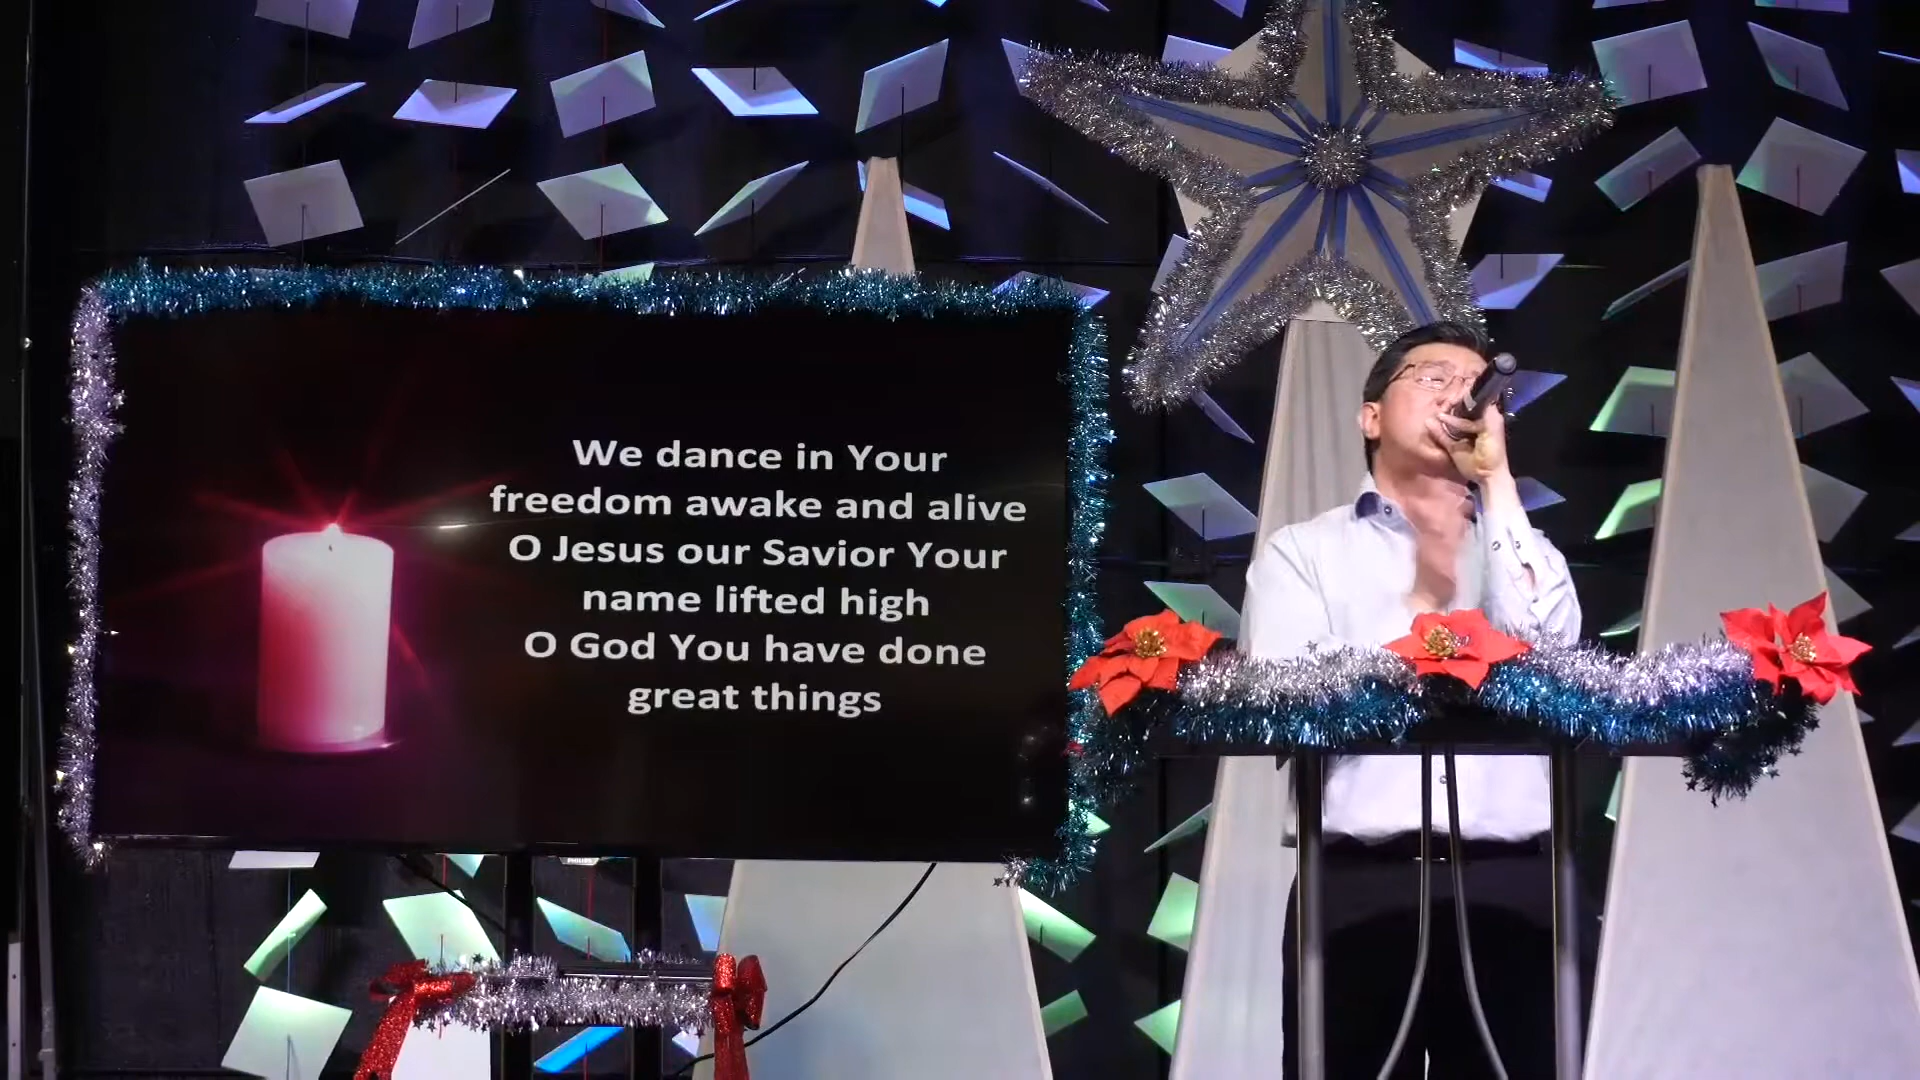 We dance in Your
freedom awake and alive
O Jesus our Savior Your
name lifted high
O God You have done
great things
PHILIPS